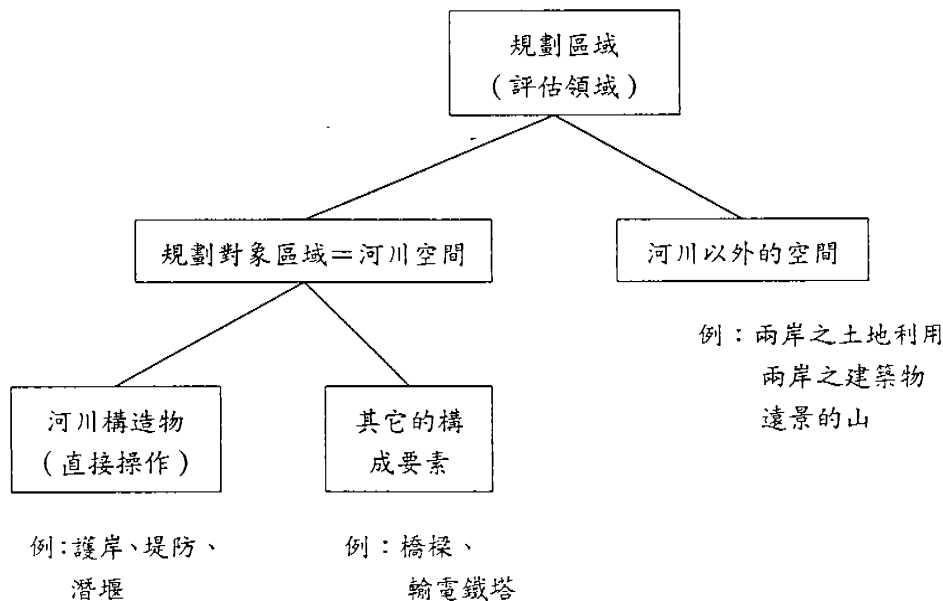 規劃區域
(評估領域)
規劃對象區域＝河川空間
河川以外的空間
例：兩岸之土地利用
兩岸之建築物
遠景的山
河川構造物
(直接操作)
其它的構
成要素
例：護岸、堤防、
潛堰
例：橋樑、
輸電鐵塔